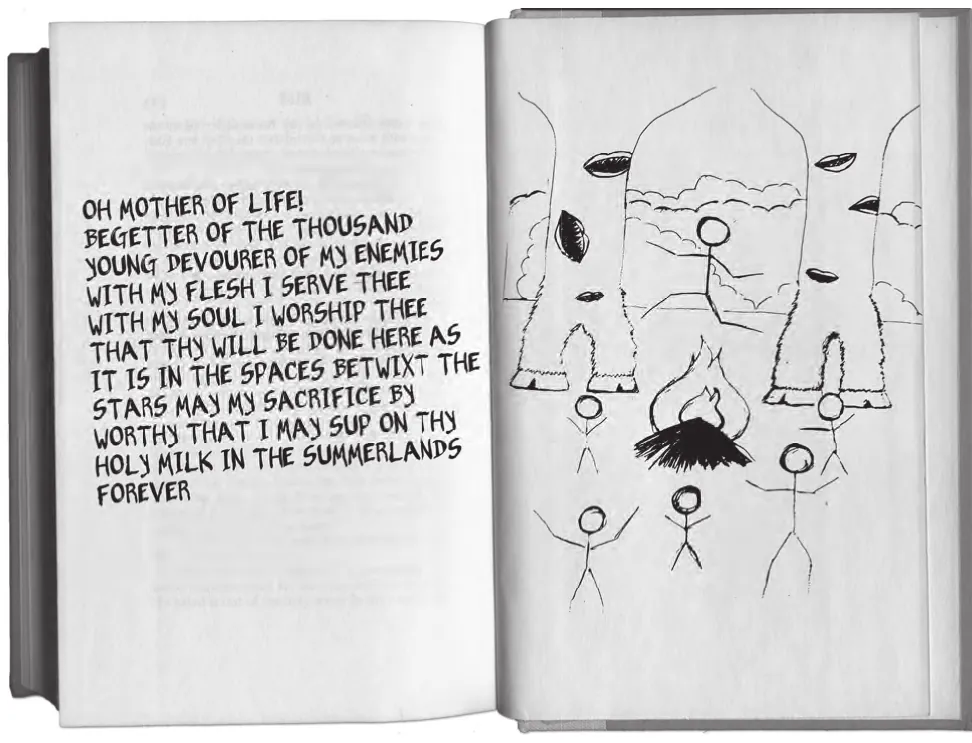 OH MOTHER OF LIFE!
BEGETTER OF THE THOUSAND
YOUNG DEVOURER OF MY ENEMIES
WITH MY FLESH I SERVE THEE
WITH MY SOUL I WORSHIP THEE
THAT THY WILL BE DONE HERE AS
IT IS IN THE SPACES BETWIXT THE
STARS MAY MY SACRIFICE BY
WORTHY THAT I MAY SUP ON THY
HOLY MILK IN THE SUMMERLANDS
FOREVER